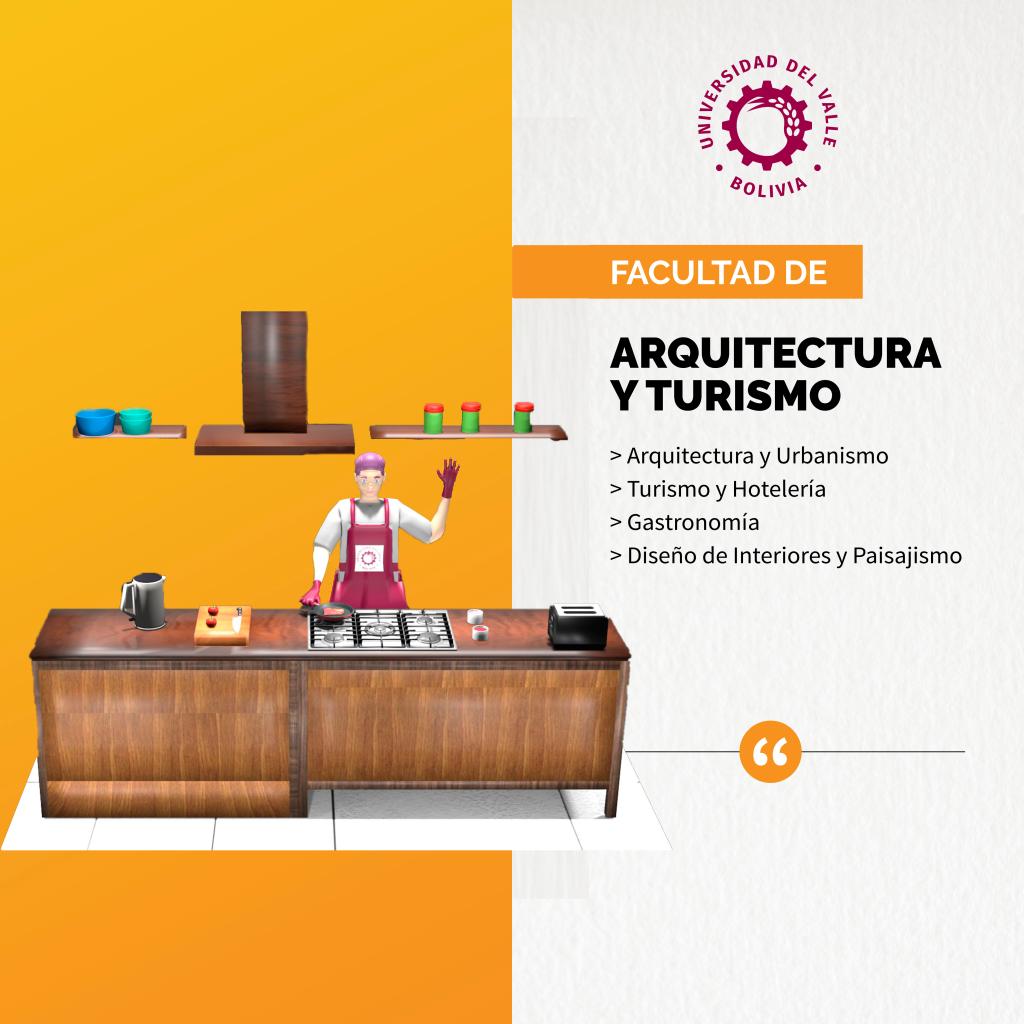 UNIVERSIDAD DEL VALLE
• BOLIVIA •
FACULTAD DE
ARQUITECTURA
Y TURISMO
> Arquitectura y Urbanismo
> Turismo y Hotelería
> Gastronomía
> Diseño de Interiores y Paisajismo
“